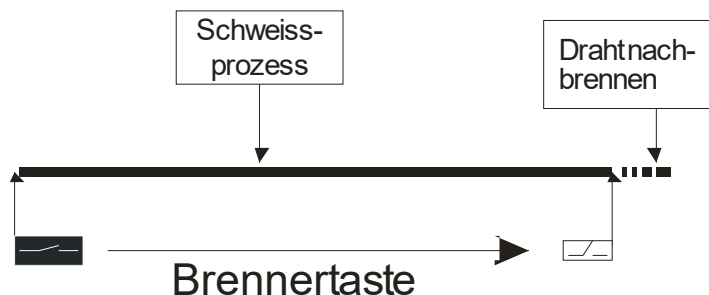 Schweiss-
prozess
Drahtnach-
brennen
Brennertaste